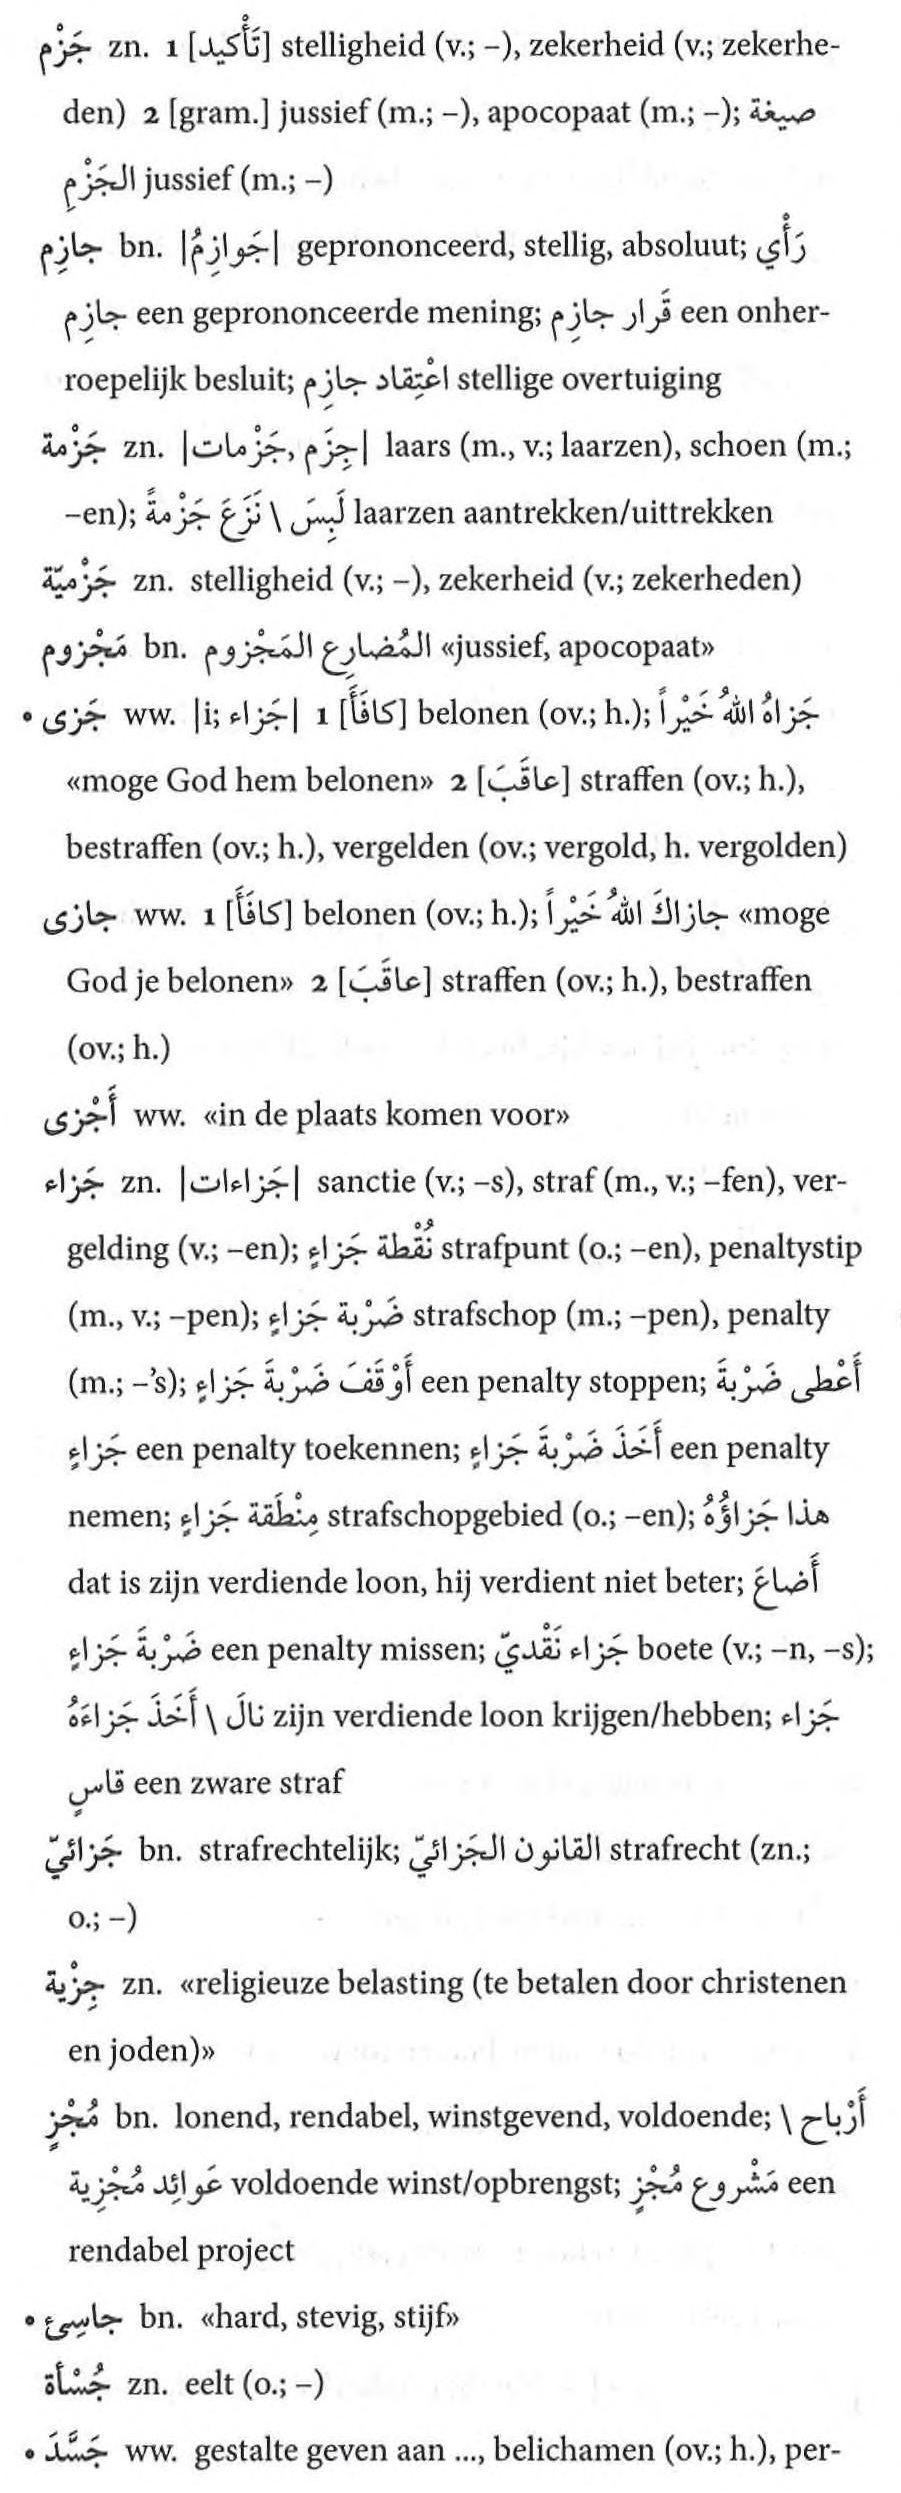 جَزْم zn. 1 [تَأْكيد] stelligheid (v.; –), zekerheid (v.; zekerhe-
den) 2 [gram.] jussief (m.; –), apocopaat (m.; –); صيغة
الجَزْمِ jussief (m.; –)
جازِم bn. |جَوازِمُ| geprononceerd, stellig, absoluut; رَأْي
جازِم een geprononceerde mening; قَرار جازِم een onher-
roepelijk besluit; اعْتِقاد جازِم stellige overtuiging
جَزْمة zn. |جِزَم ,جَزْمات| laars (m., v.; laarzen), schoen (m.;
–en); لَبِسَ \ نَزَعَ جَزْمةً laarzen aantrekken/uittrekken
جَزْميّة zn. stelligheid (v.; –), zekerheid (v.; zekerheden)
مَجْزوم bn. المُضارِع المَجْزوم «jussief, apocopaat»
• جَزى ww. |i; جَزاء| 1 [كافَأَ] belonen (ov.; h.); جَزاهُ اللهُ خَيْراً
«moge God hem belonen» 2 [عاقَبَ] straffen (ov.; h.),
bestraffen (ov.; h.), vergelden (ov.; vergold, h. vergolden)
جازى ww. 1 [كافَأَ] belonen (ov.; h.); جازاكَ اللهُ خَيْراً «moge
God je belonen» 2 [عاقَبَ] straffen (ov.; h.), bestraffen
(ov.; h.)
أَجْزى ww. «in de plaats komen voor»
جَزاء zn. |جَزاءات| sanctie (v.; –s), straf (m., v.; –fen), ver-
gelding (v.; –en); نُقْطة جَزاءٍ strafpunt (o.; –en), penaltystip
(m., v.; –pen); ضَرْبة جَزاءٍ strafschop (m.; –pen), penalty
(m.; –’s); أَوْقَفَ ضَرْبةَ جَزاءٍ een penalty stoppen; أَعْطى ضَرْبةَ
جَزاءٍ een penalty toekennen; أَخَذَ ضَرْبةَ جَزاءٍ een penalty
nemen; مِنْطَقة جَزاءٍ strafschopgebied (o.; –en); هذا جَزاؤُهُ
dat is zijn verdiende loon, hij verdient niet beter; أَضاعَ
ضَرْبةَ جَزاءٍ een penalty missen; جَزاء نَقْديّ boete (v.; –n, –s);
نالَ \ أَخَذَ جَزاءَهُ zijn verdiende loon krijgen/hebben; جَزاء
قاسٍ een zware straf
جَزائيّ bn. strafrechtelijk; القانون الجَزائيّ strafrecht (zn.;
o.; –)
جِزْية zn. «religieuze belasting (te betalen door christenen
en joden)»
مُجْزٍ bn. lonend, rendabel, winstgevend, voldoende; أَرْباح \
عَوائِد مُجْزِية voldoende winst/opbrengst; مَشْروع مُجْزٍ een
rendabel project
• جاسِئ bn. «hard, stevig, stijf»
جُسْأة zn. eelt (o.; –)
• جَسَّدَ ww. gestalte geven aan ..., belichamen (ov.; h.), per-